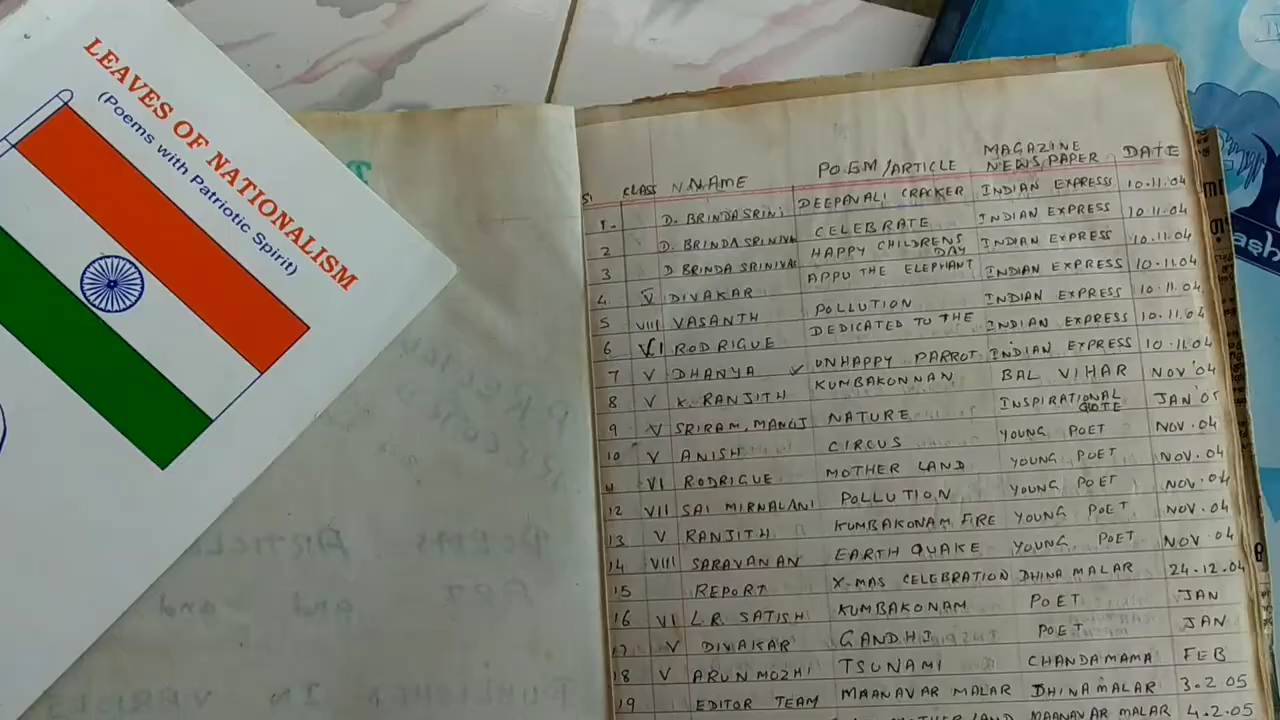 LEAVES OF NATIONALISM
(Poems with Patriotic Spirit)
Sl CLASS N.NAME POEM/ARTICLE MAGAZINE NEWS/PAPER DATE
1. D. BRINDA SRINI DEEPAVALI CRACKER INDIAN EXPRESS 10.11.04
2 D. BRINDA SRINIVA CELEBRATE INDIAN EXPRESS 10.11.04
3 D BRINDA SRINIVAS HAPPY CHILDRENS DAY INDIAN EXPRESS 10.11.04
4. V DIVAKAR APPU THE ELEPHANT INDIAN EXPRESS 10.11.04
5 VIII VASANTH POLLUTION INDIAN EXPRESS 10.11.04
6 VI RODRIGUE DEDICATED TO THE INDIAN EXPRESS 10.11.04
7 V DHANYA ✓ UNHAPPY PARROT INDIAN EXPRESS 10.11.04
8 V K. RANJITH KUMBAKONNAN BAL VIHAR NOV'04
9 V SRIRAM, MANOJ NATURE INSPIRATIONAL QOTE JAN'05
10 V ANISH CIRCUS YOUNG POET NOV.04
11 VI RODRIGUE MOTHER LAND YOUNG POET NOV.04
12 VII SAI MIRNALANI POLLUTION YOUNG POET NOV.04
13 V RANJITH KUMBAKONAM FIRE YOUNG POET NOV.04
14 VIII SARAVANAN EARTH QUAKE YOUNG POET NOV.04
15 REPORT X-MAS CELEBRATION DHINA MALAR 24.12.04
16 VI L.R. SATISH KUMBAKONAM POET JAN
17 V DIVAKAR GANDHI POET JAN
18 V ARUNMOZHI TSUNAMI CHANDAMAMA FEB
19 EDITOR TEAM MAANAVAR MALAR DHINAMALAR 3.2.05
MOTHER LAND MAANAVAR MALAR 4.2.05